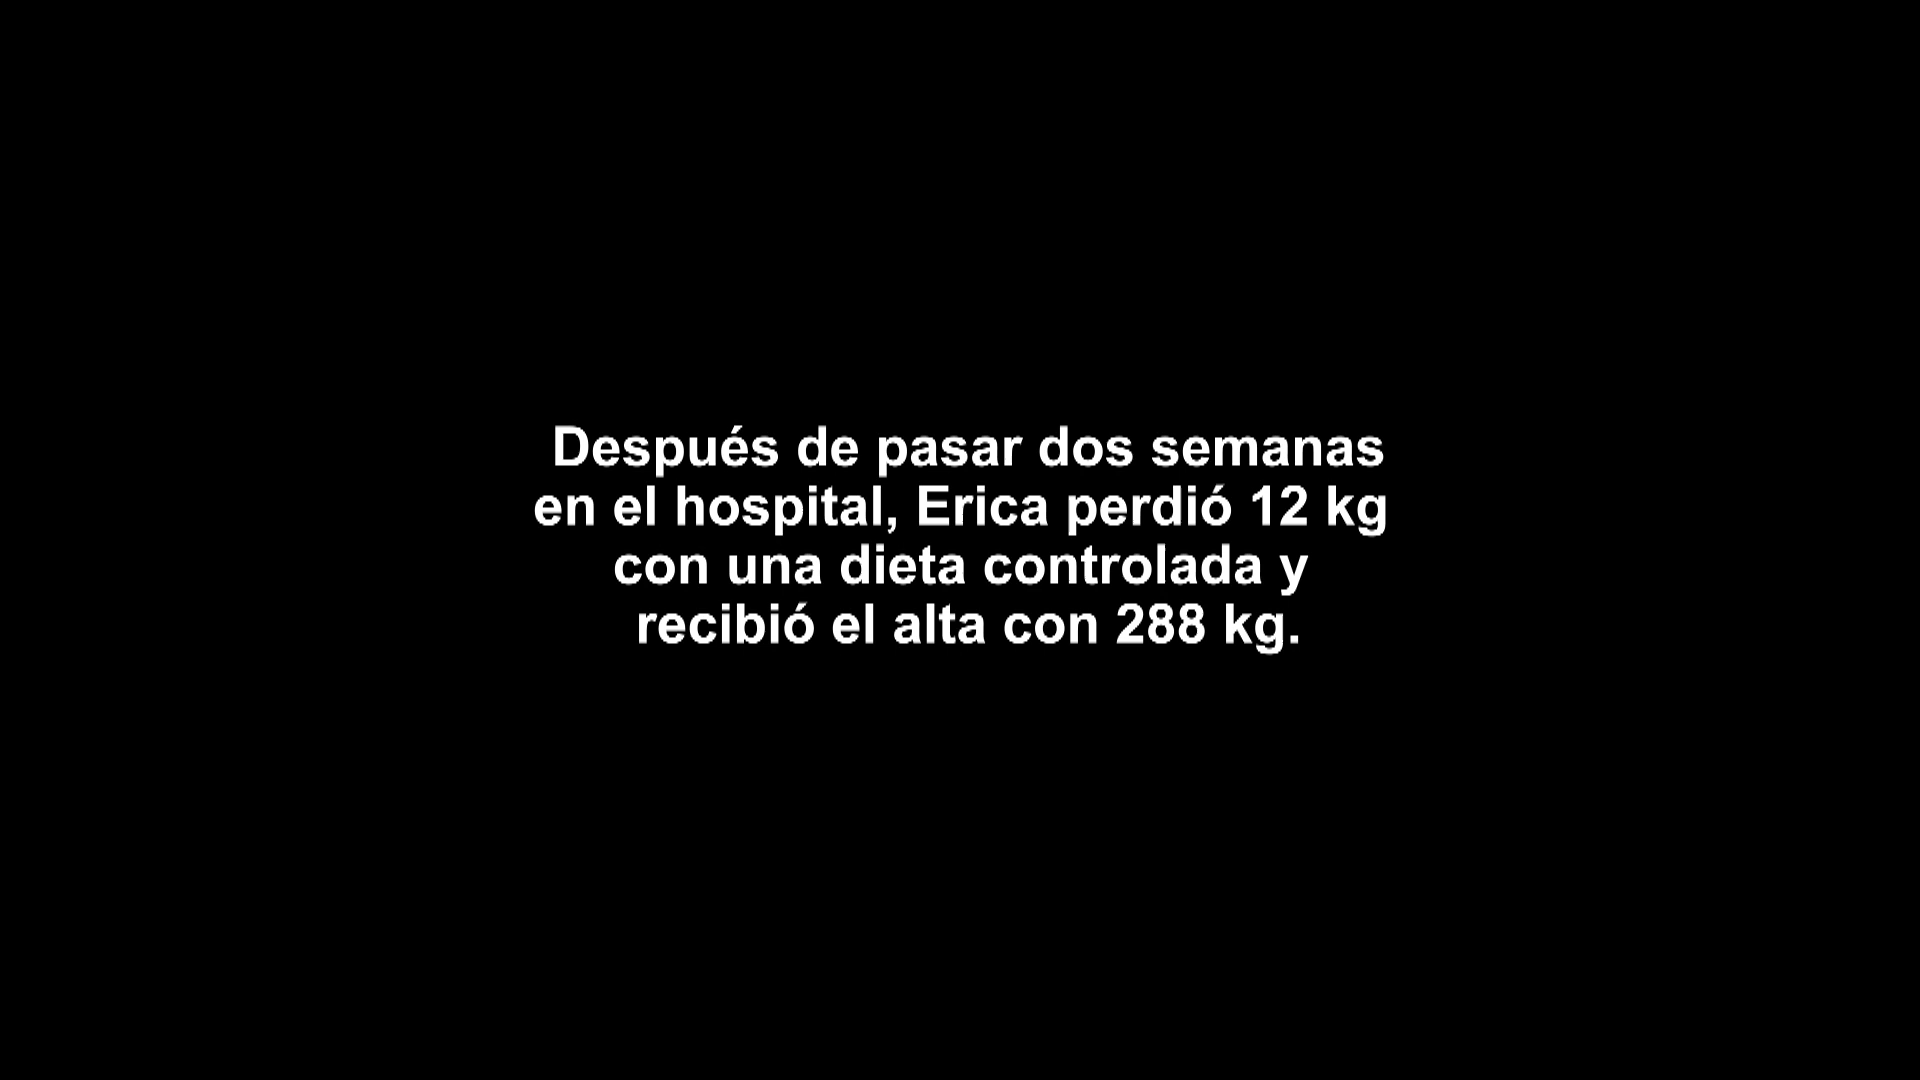 Después de pasar dos semanas
en el hospital, Erica perdió 12 kg
con una dieta controlada y
recibió el alta con 288 kg.